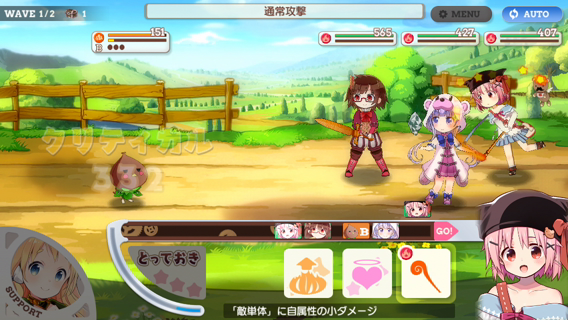 WAVE 1/2 1
通常攻撃
MENU
AUTO
151
B
565
427
407
クリティカル
B
GO!
SUPPORT
とっておき
「敵単体」に自属性の小ダメージ